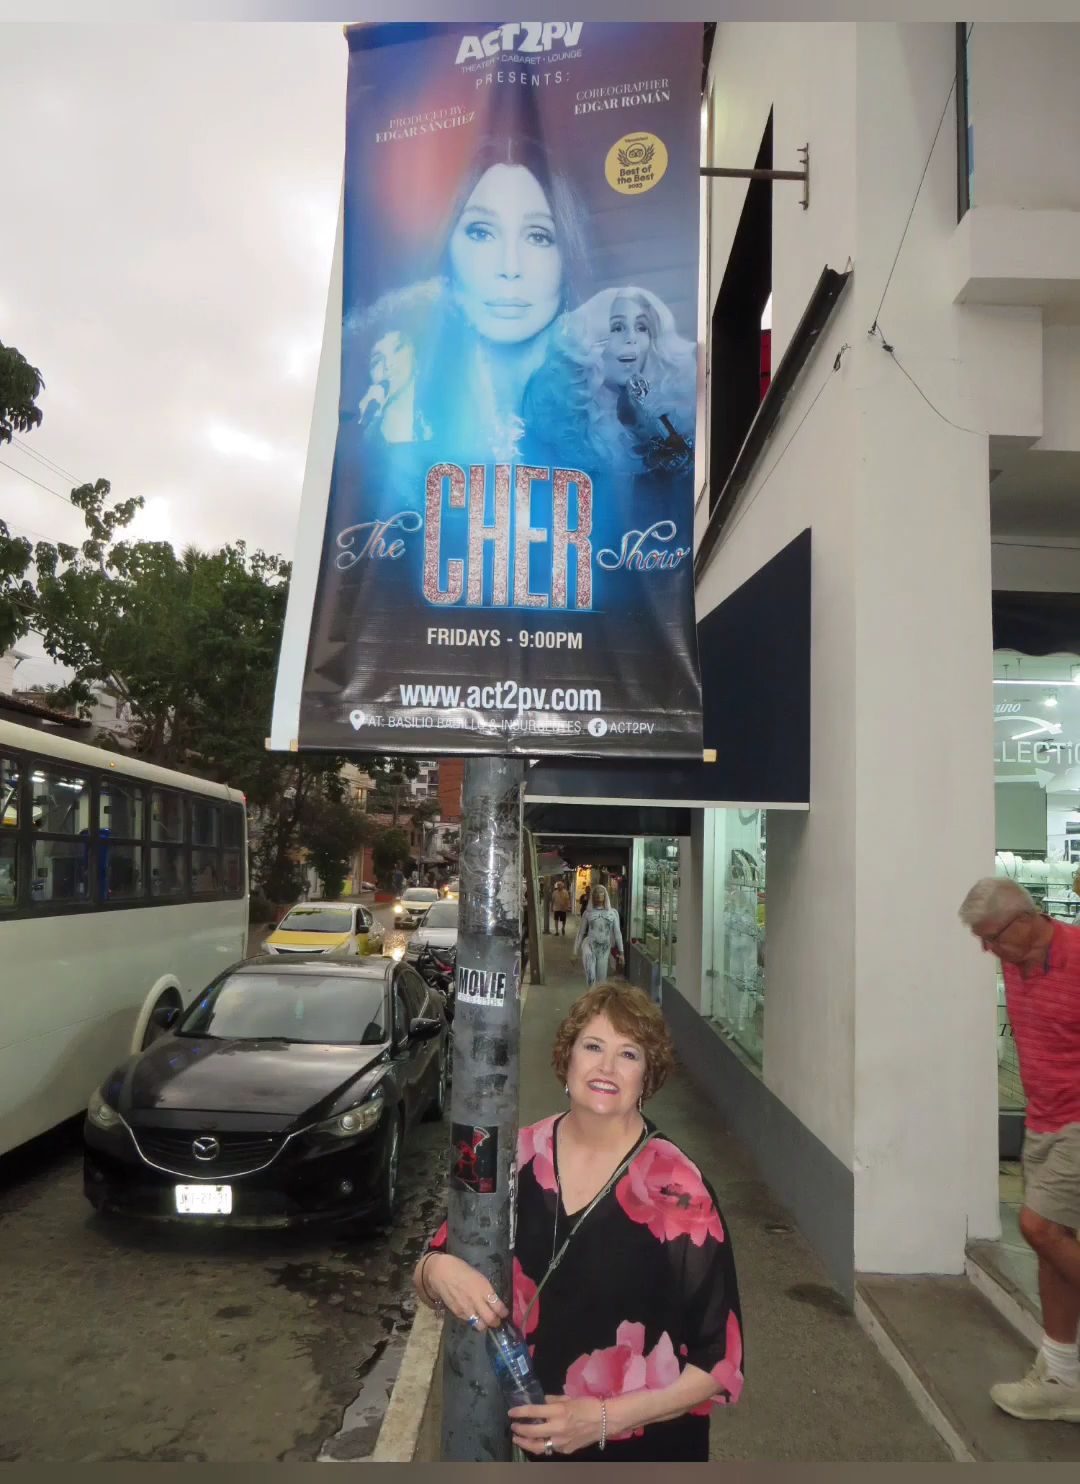 ACT2PV
THEATER • CABARET • LOUNGE
PRESENTS:
PRODUCED BY:
EDGAR SANCHEZ
COREOGRAPHER
EDGAR ROMÁN
Best of
the Best
2023
The CHER Show
FRIDAYS - 9:00PM
www.act2pv.com
AT: BASILIO BADILLO & INSURGENTES
ACT2PV
MOVIE